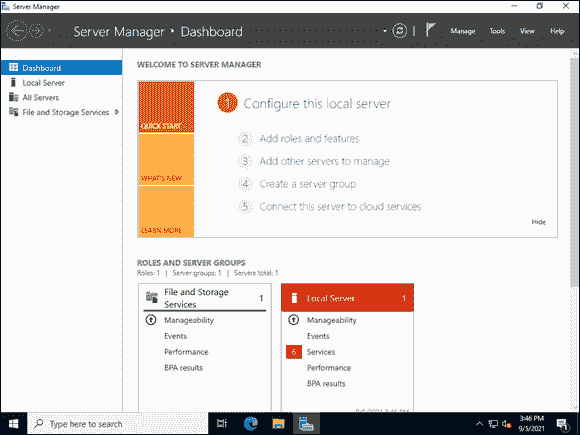 Server Manager
Server Manager • Dashboard
Manage Tools View Help
Dashboard
Local Server
All Servers
File and Storage Services
WELCOME TO SERVER MANAGER
QUICK START
WHAT'S NEW
LEARN MORE
1 Configure this local server
2 Add roles and features
3 Add other servers to manage
4 Create a server group
5 Connect this server to cloud services
Hide
ROLES AND SERVER GROUPS
Roles: 1 | Server groups: 1 | Servers total: 1
File and Storage Services 1
Manageability
Events
Performance
BPA results
Local Server 1
Manageability
Events
6 Services
Performance
BPA results
Type here to search
3:46 PM
9/5/2021